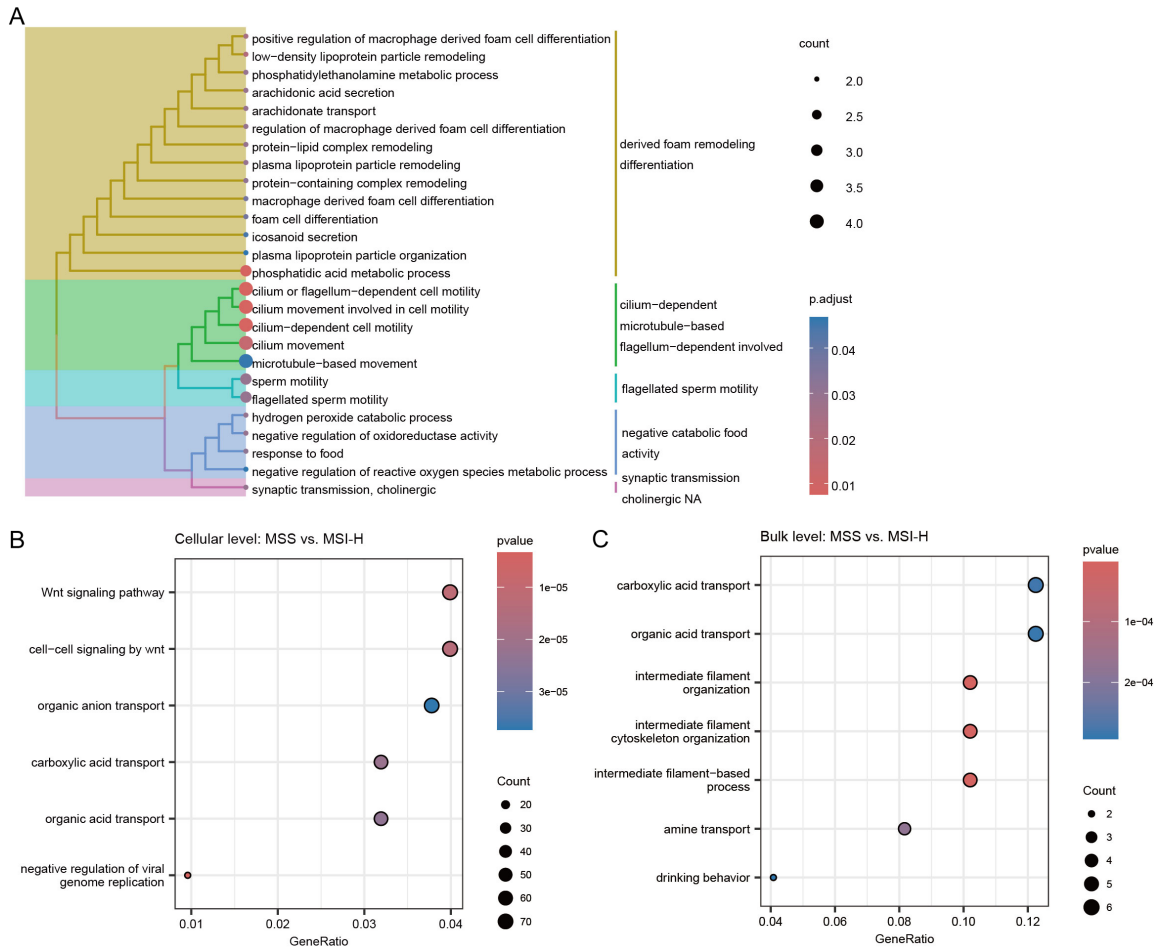 A
positive regulation of macrophage derived foam cell differentiation
low−density lipoprotein particle remodeling
phosphatidylethanolamine metabolic process
arachidonic acid secretion
arachidonate transport
regulation of macrophage derived foam cell differentiation
protein−lipid complex remodeling
plasma lipoprotein particle remodeling
protein−containing complex remodeling
macrophage derived foam cell differentiation
foam cell differentiation
icosanoid secretion
plasma lipoprotein particle organization
phosphatidic acid metabolic process
cilium or flagellum−dependent cell motility
cilium movement involved in cell motility
cilium−dependent cell motility
cilium movement
microtubule−based movement
sperm motility
flagellated sperm motility
hydrogen peroxide catabolic process
negative regulation of oxidoreductase activity
response to food
negative regulation of reactive oxygen species metabolic process
synaptic transmission, cholinergic
derived foam remodeling
differentiation
cilium−dependent
microtubule−based
flagellum−dependent involved
flagellated sperm motility
negative catabolic food
activity
synaptic transmission
cholinergic NA
count
2.0
2.5
3.0
3.5
4.0
p.adjust
0.04
0.03
0.02
0.01
B
Cellular level: MSS vs. MSI-H
Wnt signaling pathway
cell−cell signaling by wnt
organic anion transport
carboxylic acid transport
organic acid transport
negative regulation of viral
genome replication
0.01
0.02
0.03
0.04
GeneRatio
pvalue
1e−05
2e−05
3e−05
Count
20
30
40
50
60
70
C
Bulk level: MSS vs. MSI-H
carboxylic acid transport
organic acid transport
intermediate filament
organization
intermediate filament
cytoskeleton organization
intermediate filament−based
process
amine transport
drinking behavior
0.04
0.06
0.08
0.10
0.12
GeneRatio
pvalue
1e−04
2e−04
Count
2
3
4
5
6